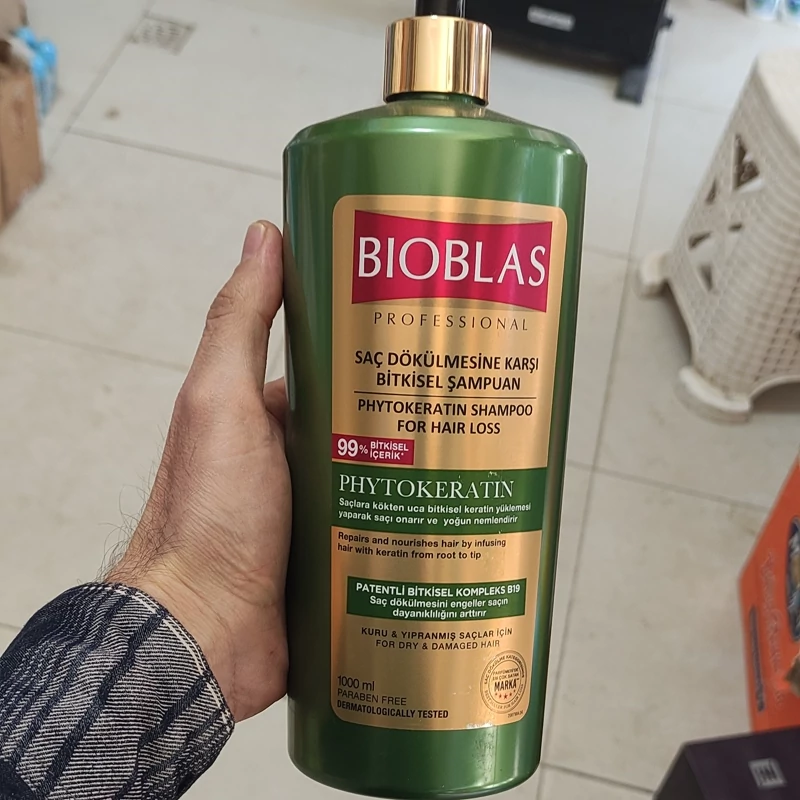 BIOBLAS
PROFESSIONAL
SAÇ DÖKÜLMESİNE KARŞI
BİTKİSEL ŞAMPUAN
PHYTOKERATIN SHAMPOO
FOR HAIR LOSS
99% BİTKİSEL
İÇERİK*
PHYTOKERATİN
Saçlara kökten uca bitkisel keratin yüklemesi
yaparak saçı onarır ve yoğun nemlendirir
Repairs and nourishes hair by infusing
hair with keratin from root to tip
PATENTLİ BİTKİSEL KOMPLEKS B19
Saç dökülmesini engeller saçın
dayanıklılığını arttırır
KURU & YIPRANMIŞ SAÇLAR İÇİN
FOR DRY & DAMAGED HAIR
MARKA
1000 ml
PARABEN FREE
DERMATOLOGICALLY TESTED